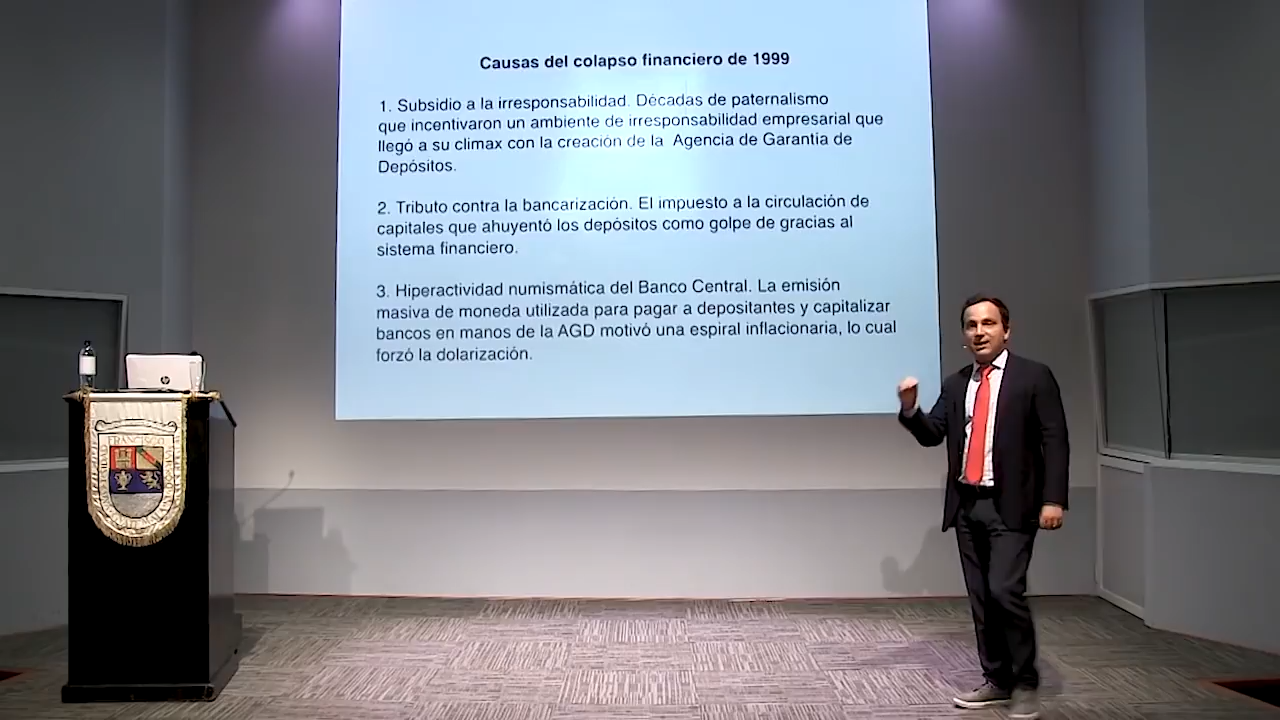 Causas del colapso financiero de 1999
1. Subsidio a la irresponsabilidad. Décadas de paternalismo
que incentivaron un ambiente de irresponsabilidad empresarial que
llegó a su climax con la creación de la Agencia de Garantía de
Depósitos.
2. Tributo contra la bancarización. El impuesto a la circulación de
capitales que ahuyentó los depósitos como golpe de gracias al
sistema financiero.
3. Hiperactividad numismática del Banco Central. La emisión
masiva de moneda utilizada para pagar a depositantes y capitalizar
bancos en manos de la AGD motivó una espiral inflacionaria, lo cual
forzó la dolarización.
hp
FRANCISCO